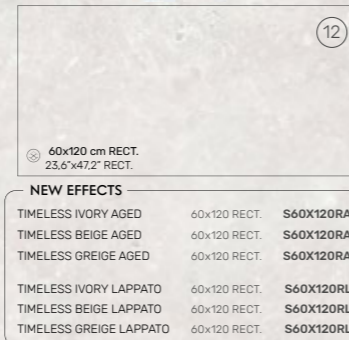 12
60x120 cm RECT.
23,6"x47,2" RECT.
NEW EFFECTS
TIMELESS IVORY AGED 60x120 RECT. S60X120RA
TIMELESS BEIGE AGED 60x120 RECT. S60X120RA
TIMELESS GREIGE AGED 60x120 RECT. S60X120RA
TIMELESS IVORY LAPPATO 60x120 RECT. S60X120RL
TIMELESS BEIGE LAPPATO 60x120 RECT. S60X120RL
TIMELESS GREIGE LAPPATO 60x120 RECT. S60X120RL